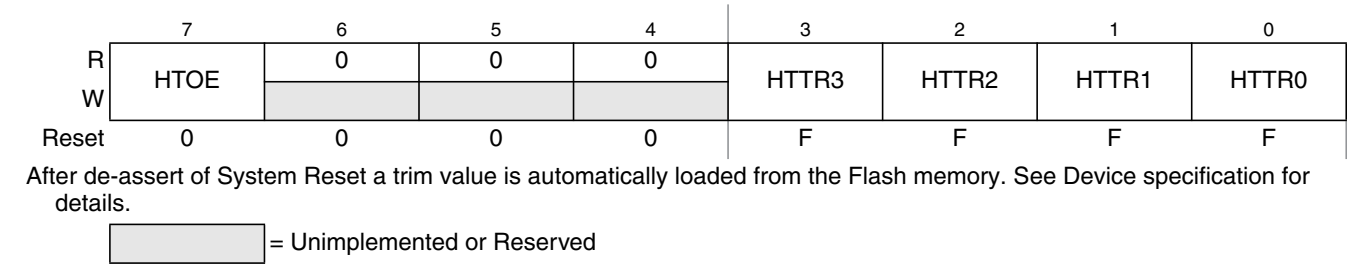 7 6 5 4 3 2 1 0
R HTOE 0 0 0 HTTR3 HTTR2 HTTR1 HTTR0
W
Reset 0 0 0 0 F F F F
After de-assert of System Reset a trim value is automatically loaded from the Flash memory. See Device specification for
details.
= Unimplemented or Reserved